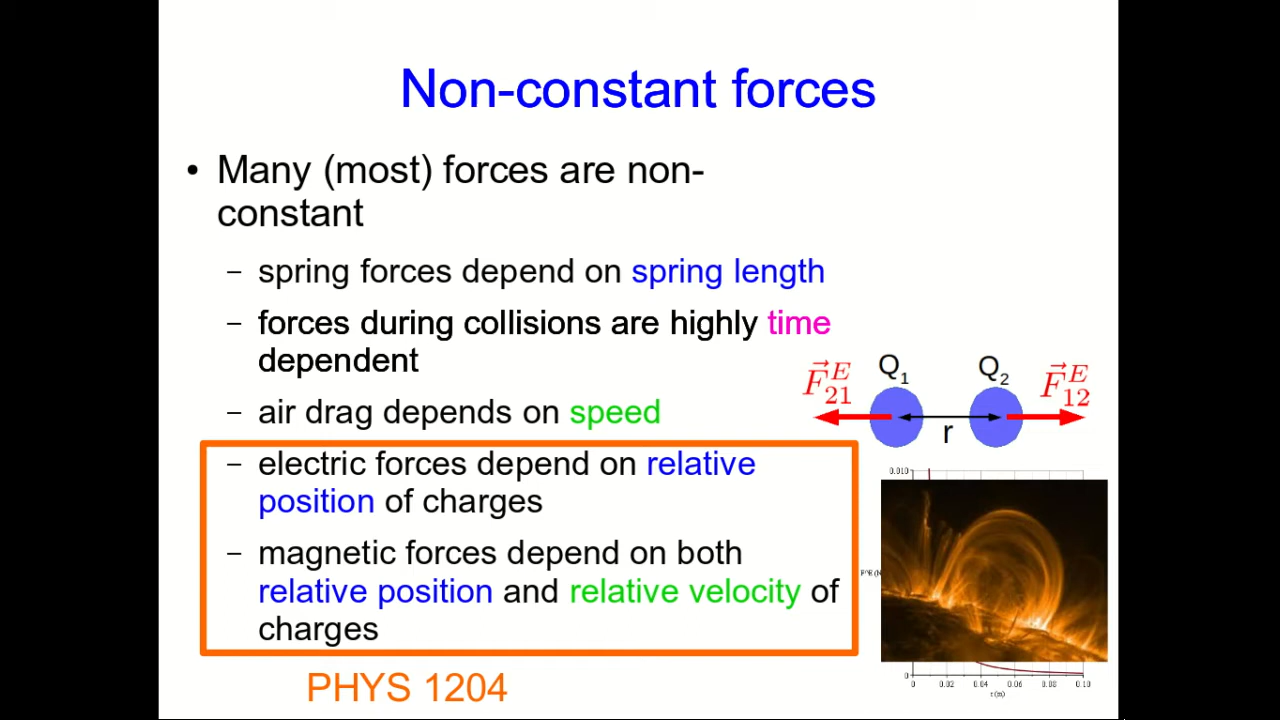 Non-constant forces
• Many (most) forces are non-
constant
– spring forces depend on spring length
– forces during collisions are highly time
dependent
– air drag depends on speed
– electric forces depend on relative
position of charges
– magnetic forces depend on both
relative position and relative velocity of
charges
PHYS 1204
Q1
Q2
F⃗21^E
F⃗12^E
r
0.010
F^E (N
0
0 0.02 0.04 0.06 0.08 0.10
r (m)